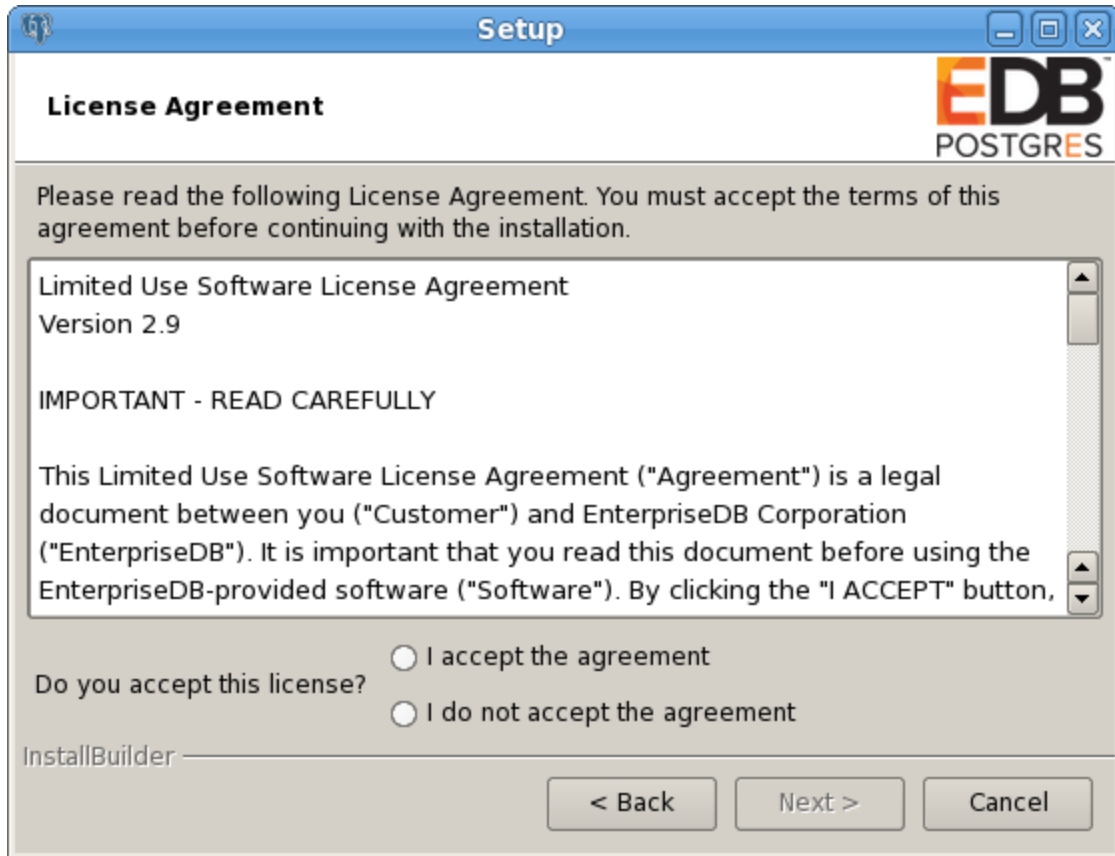 Setup
License Agreement
EDB™
POSTGRES
Please read the following License Agreement. You must accept the terms of this
agreement before continuing with the installation.
Limited Use Software License Agreement
Version 2.9
IMPORTANT - READ CAREFULLY
This Limited Use Software License Agreement ("Agreement") is a legal
document between you ("Customer") and EnterpriseDB Corporation
("EnterpriseDB"). It is important that you read this document before using the
EnterpriseDB-provided software ("Software"). By clicking the "I ACCEPT" button,
I accept the agreement
Do you accept this license?
I do not accept the agreement
InstallBuilder
< Back
Next >
Cancel